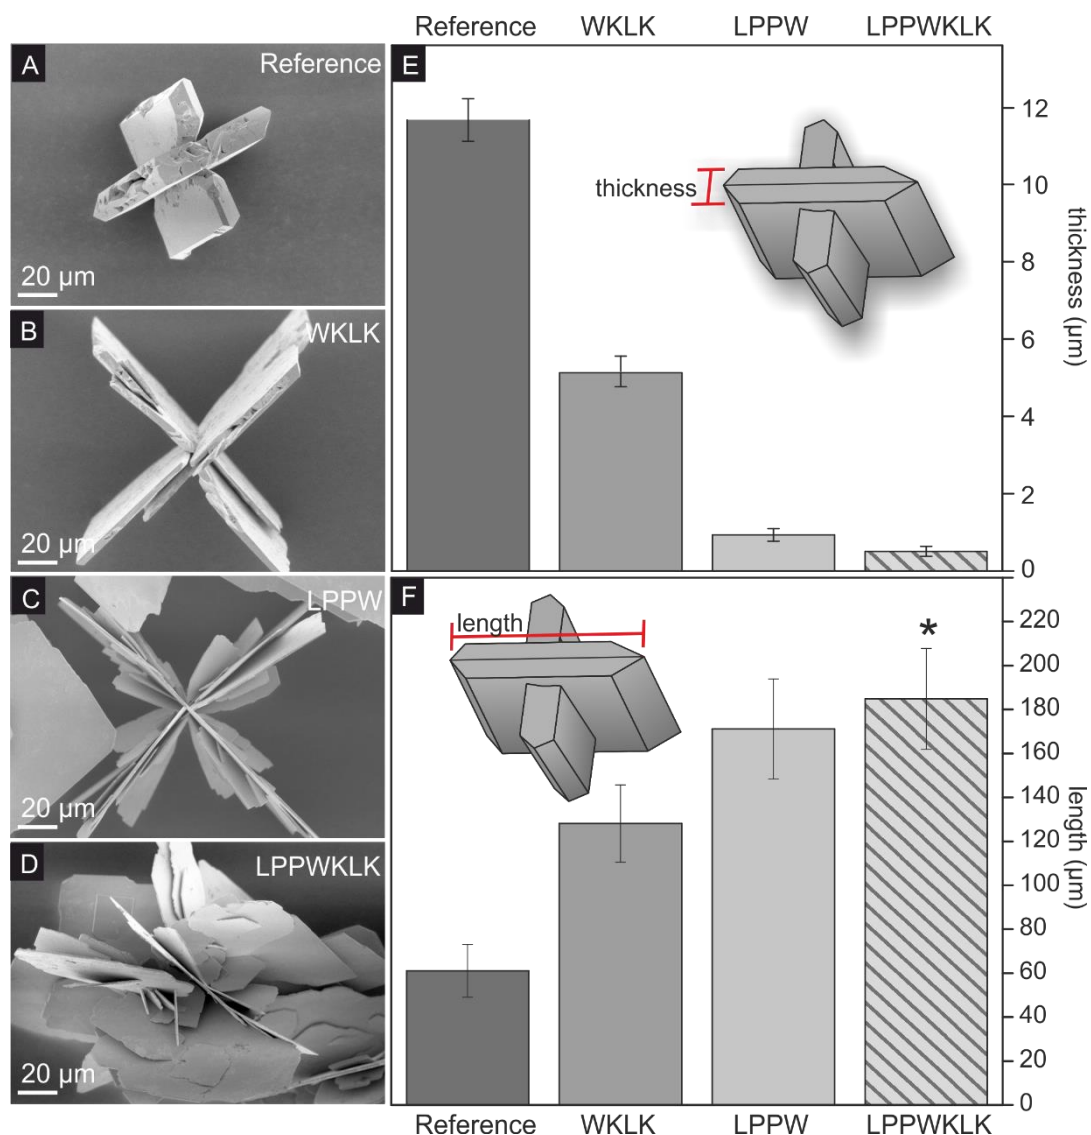 Reference WKLK LPPW LPPWKLK
A
Reference
20 µm
B
WKLK
20 µm
C
LPPW
20 µm
D
LPPWKLK
20 µm
E
thickness
12
10
8
6
4
2
0
thickness (µm)
F
length
*
220
200
180
160
140
120
100
80
60
40
20
0
length (µm)
Reference WKLK LPPW LPPWKLK